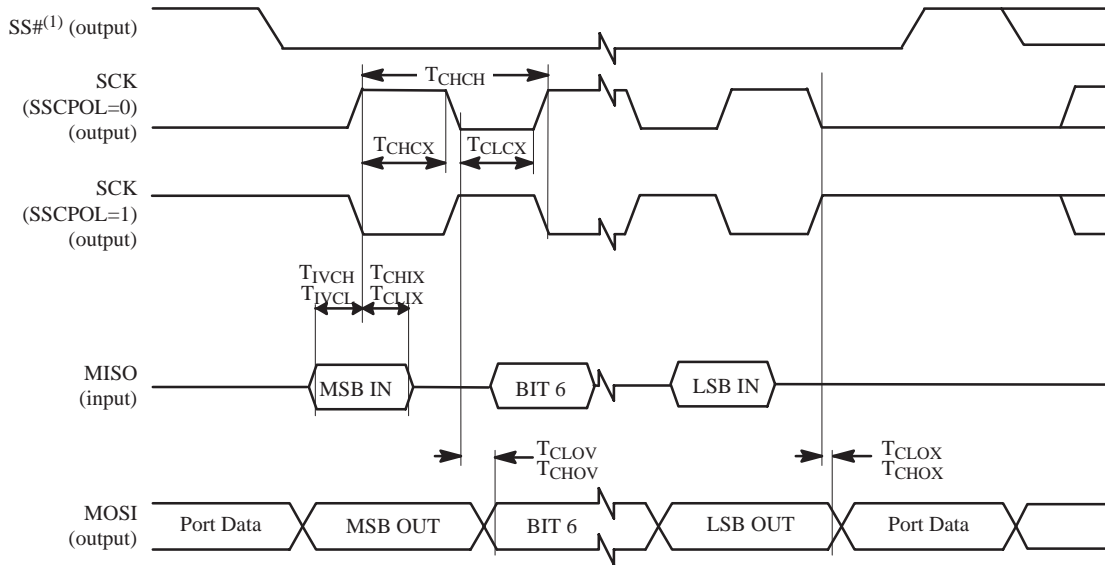 SS#(1) (output)
SCK
(SSCPOL=0)
(output)
TCHCH
TCHCX
TCLCX
SCK
(SSCPOL=1)
(output)
TIVCH
TIVCL
TCHIX
TCLIX
MISO
(input)
MSB IN
BIT 6
LSB IN
TCLOV
TCHOV
TCLOX
TCHOX
MOSI
(output)
Port Data
MSB OUT
BIT 6
LSB OUT
Port Data